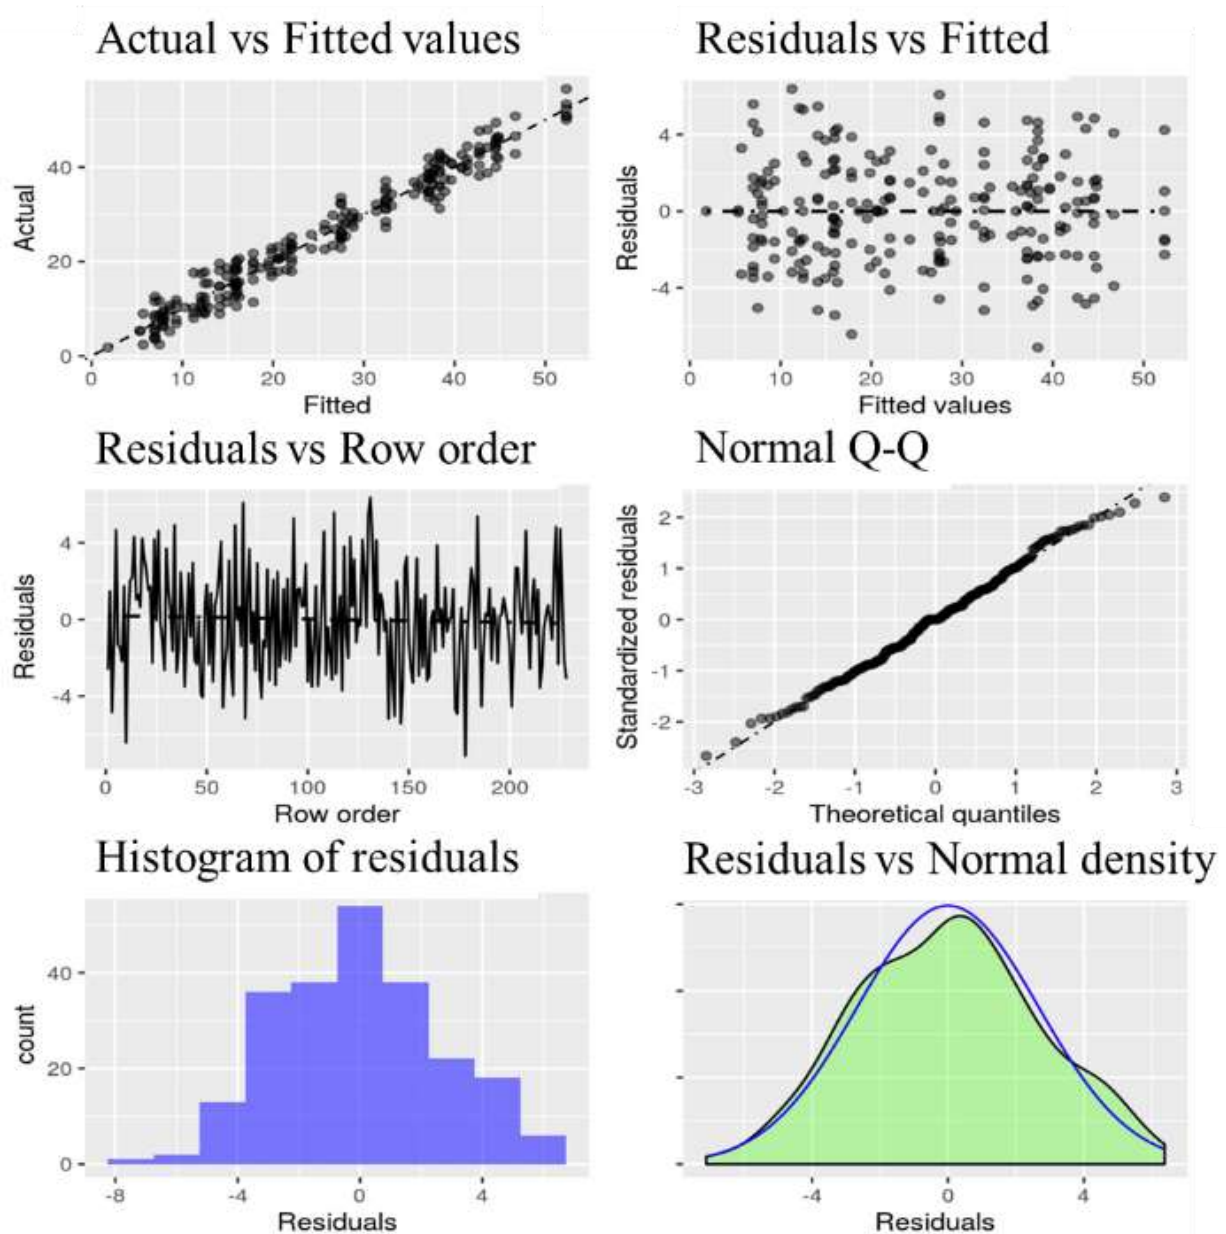 Actual vs Fitted values
Residuals vs Fitted
Actual
40
20
0
0 10 20 30 40 50
Fitted
Residuals
4
0
-4
0 10 20 30 40 50
Fitted values
Residuals vs Row order
Normal Q-Q
Residuals
4
0
-4
0 50 100 150 200
Row order
Standardized residuals
2
1
0
-1
-2
-3 -2 -1 0 1 2 3
Theoretical quantiles
Histogram of residuals
Residuals vs Normal density
count
40
20
0
-8 -4 0 4
Residuals
-4 0 4
Residuals